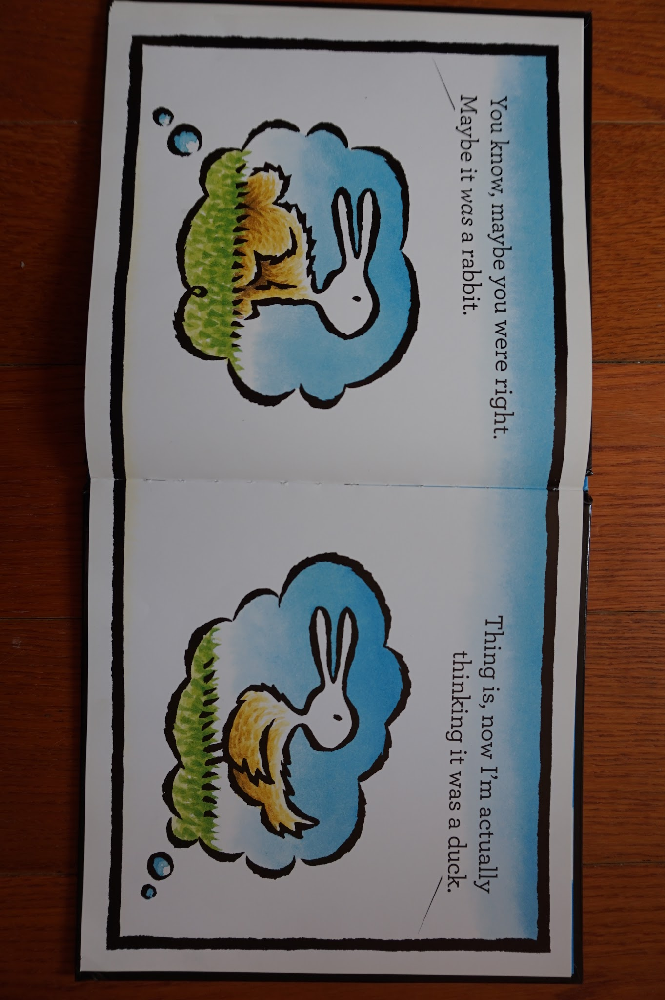 You know, maybe you were right.
Maybe it was a rabbit.
Thing is, now I'm actually
thinking it was a duck.